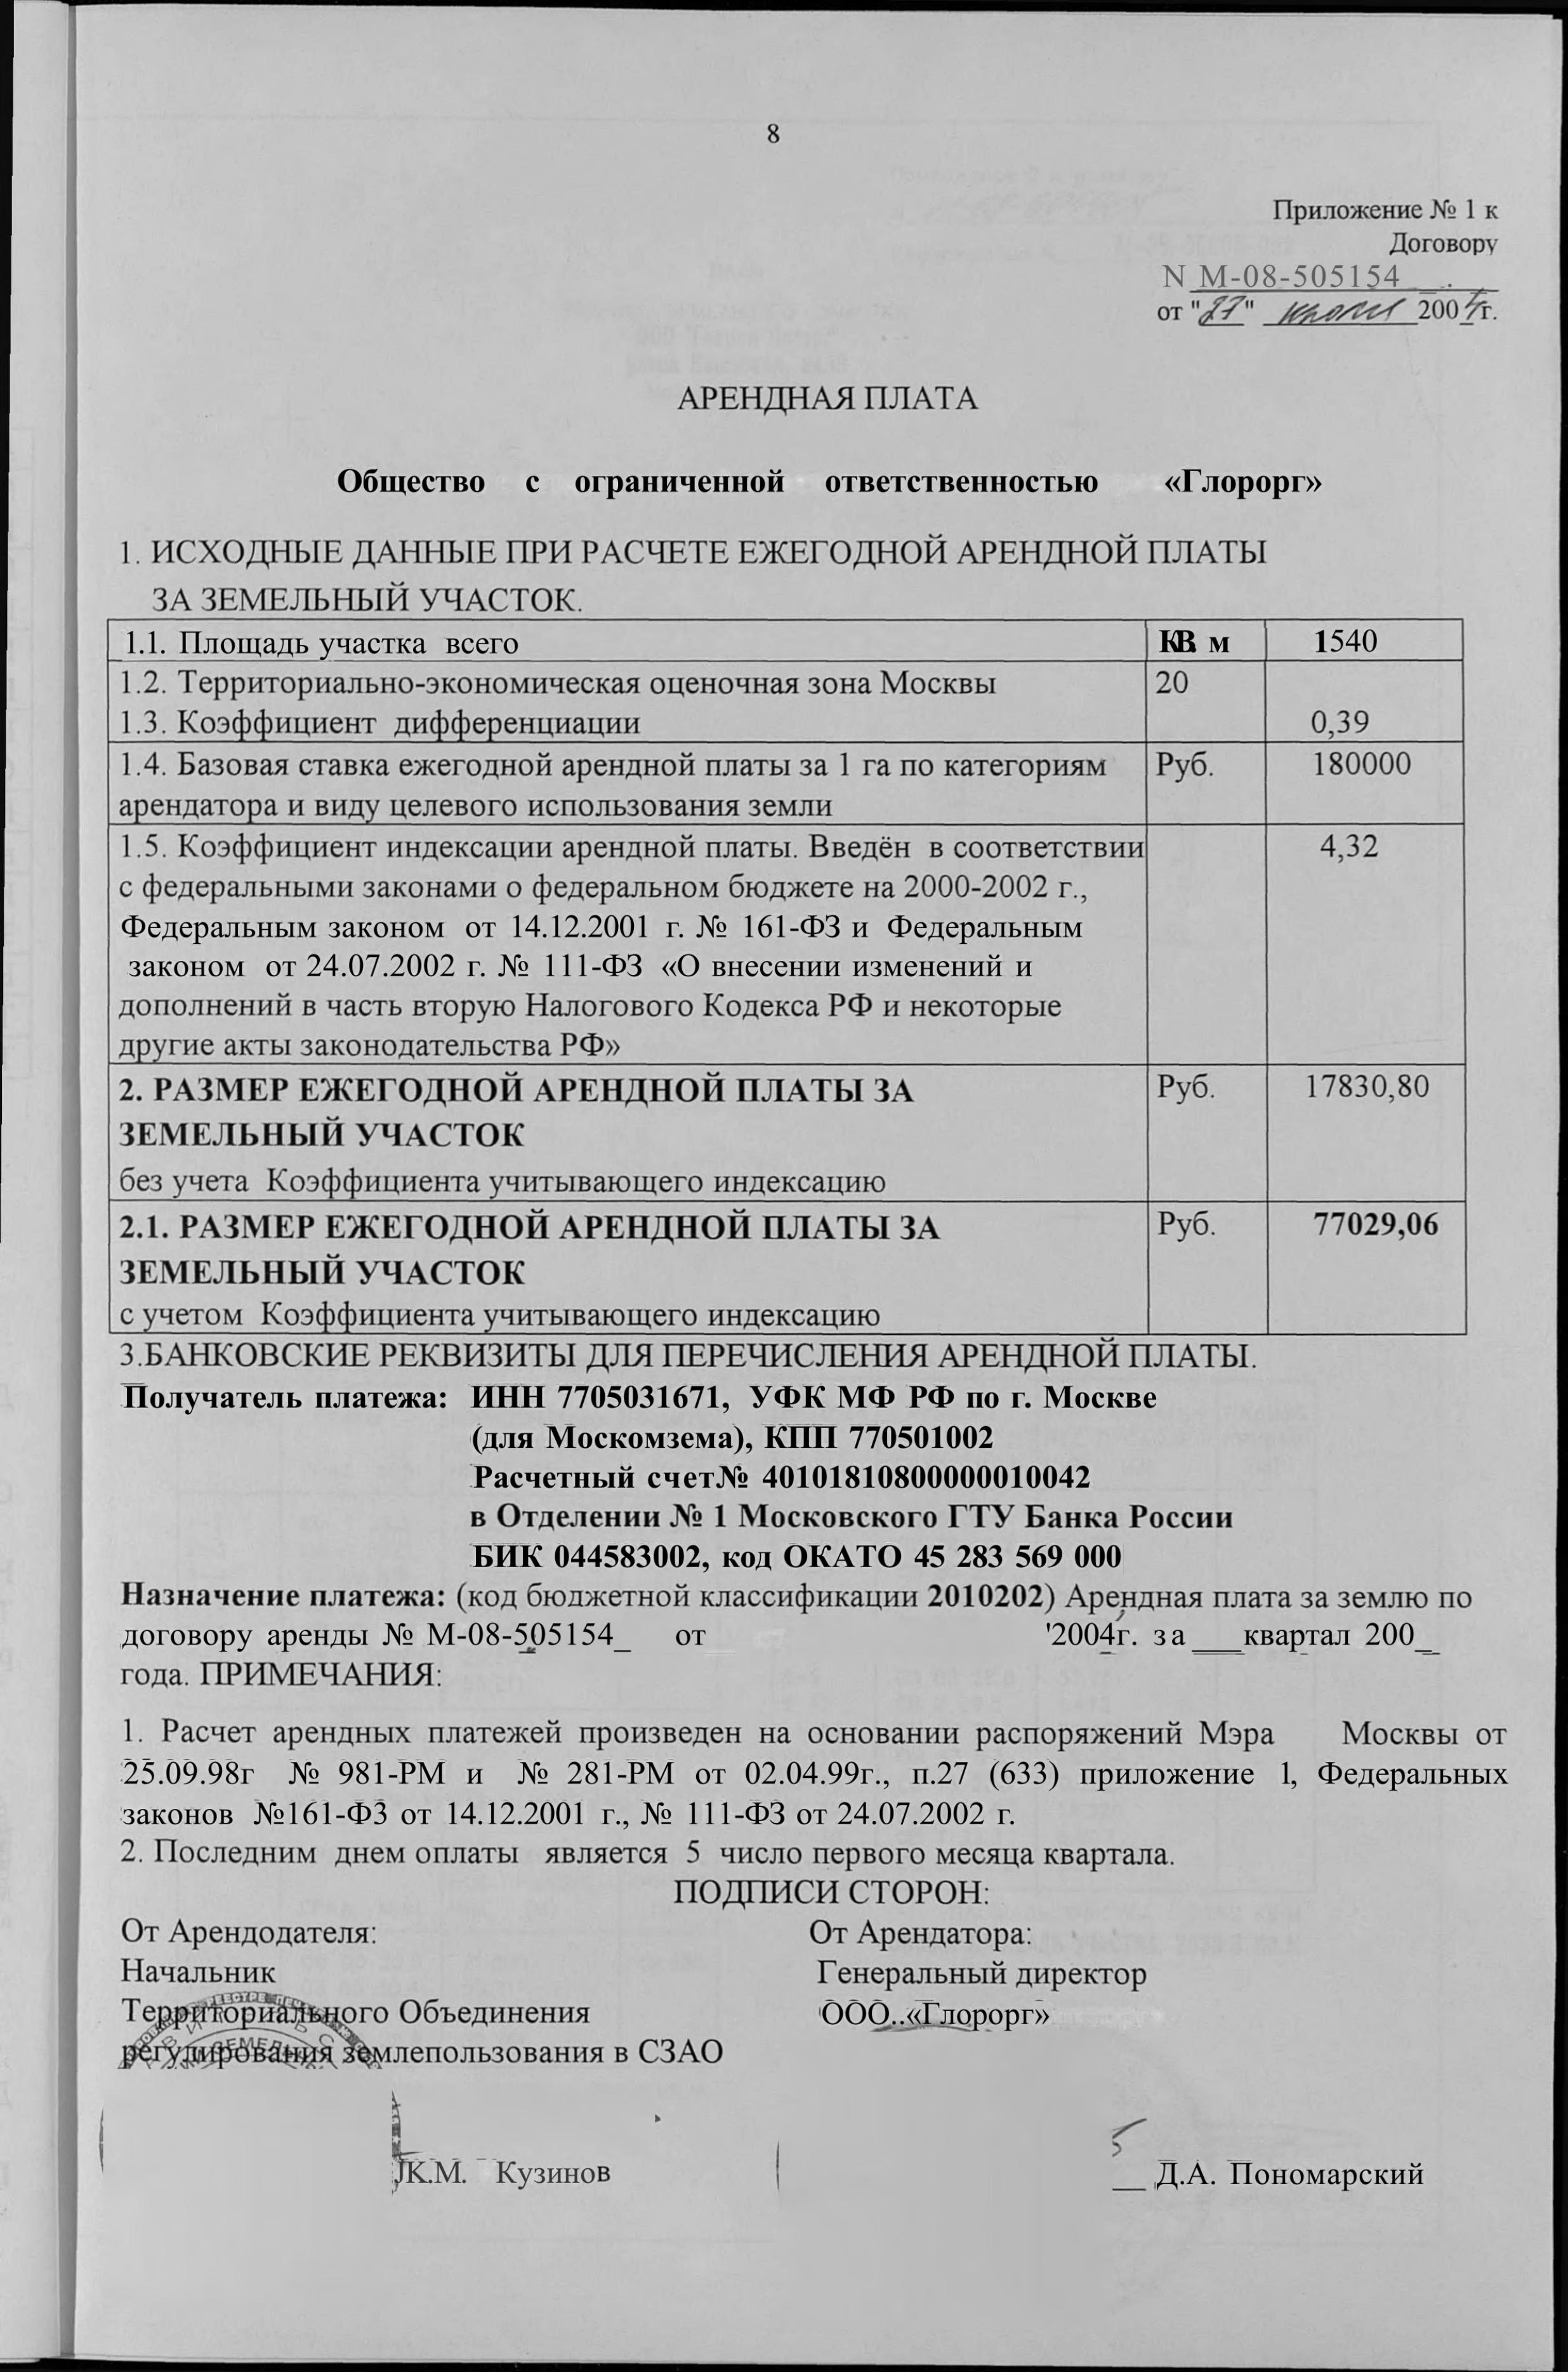 8
Приложение № 1 к
Договору
N М-08-505154
от "27" 2004г.
АРЕНДНАЯ ПЛАТА
Общество с ограниченной ответственностью «Глорорг»
1. ИСХОДНЫЕ ДАННЫЕ ПРИ РАСЧЕТЕ ЕЖЕГОДНОЙ АРЕНДНОЙ ПЛАТЫ
ЗА ЗЕМЕЛЬНЫЙ УЧАСТОК.
1.1. Площадь участка всего КВ м 1540
1.2. Территориально-экономическая оценочная зона Москвы 20
1.3. Коэффициент дифференциации 0,39
1.4. Базовая ставка ежегодной арендной платы за 1 га по категориям Руб. 180000
арендатора и виду целевого использования земли
1.5. Коэффициент индексации арендной платы. Введён в соответствии 4,32
с федеральными законами о федеральном бюджете на 2000-2002 г.,
Федеральным законом от 14.12.2001 г. № 161-ФЗ и Федеральным
законом от 24.07.2002 г. № 111-ФЗ «О внесении изменений и
дополнений в часть вторую Налогового Кодекса РФ и некоторые
другие акты законодательства РФ»
2. РАЗМЕР ЕЖЕГОДНОЙ АРЕНДНОЙ ПЛАТЫ ЗА Руб. 17830,80
ЗЕМЕЛЬНЫЙ УЧАСТОК
без учета Коэффициента учитывающего индексацию
2.1. РАЗМЕР ЕЖЕГОДНОЙ АРЕНДНОЙ ПЛАТЫ ЗА Руб. 77029,06
ЗЕМЕЛЬНЫЙ УЧАСТОК
с учетом Коэффициента учитывающего индексацию
3.БАНКОВСКИЕ РЕКВИЗИТЫ ДЛЯ ПЕРЕЧИСЛЕНИЯ АРЕНДНОЙ ПЛАТЫ.
Получатель платежа: ИНН 7705031671, УФК МФ РФ по г. Москве
(для Москомзема), КПП 770501002
Расчетный счет№ 40101810800000010042
в Отделении № 1 Московского ГТУ Банка России
БИК 044583002, код ОКАТО 45 283 569 000
Назначение платежа: (код бюджетной классификации 2010202) Арендная плата за землю по
договору аренды № М-08-505154_ от '2004г. за ___квартал 200_
года. ПРИМЕЧАНИЯ:
1. Расчет арендных платежей произведен на основании распоряжений Мэра Москвы от
25.09.98г № 981-РМ и № 281-РМ от 02.04.99г., п.27 (633) приложение 1, Федеральных
законов №161-ФЗ от 14.12.2001 г., № 111-ФЗ от 24.07.2002 г.
2. Последним днем оплаты является 5 число первого месяца квартала.
ПОДПИСИ СТОРОН:
От Арендодателя: От Арендатора:
Начальник Генеральный директор
Территориального Объединения ООО..«Глорорг»
регулирования землепользования в СЗАО
К.М. Кузинов Д.А. Пономарский